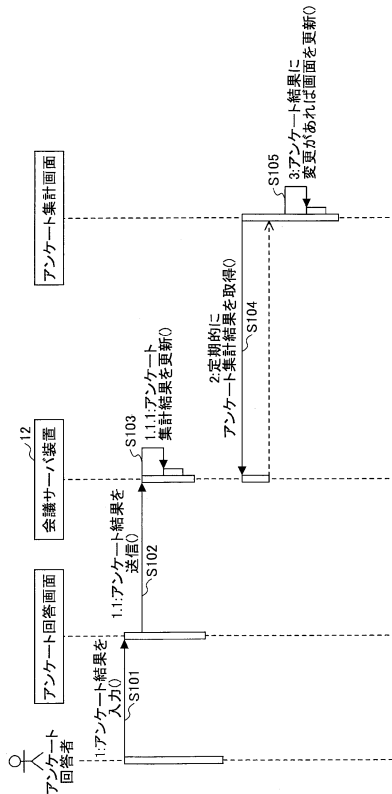 アンケート
回答者
アンケート回答画面
会議サーバ装置
12
アンケート集計画面
1:アンケート結果を
入力()
S101
1.1:アンケート結果を
送信()
S102
S103
1.1.1:アンケート
集計結果を更新()
2:定期的に
アンケート集計結果を取得()
S104
S105
3:アンケート結果に
変更があれば画面を更新()